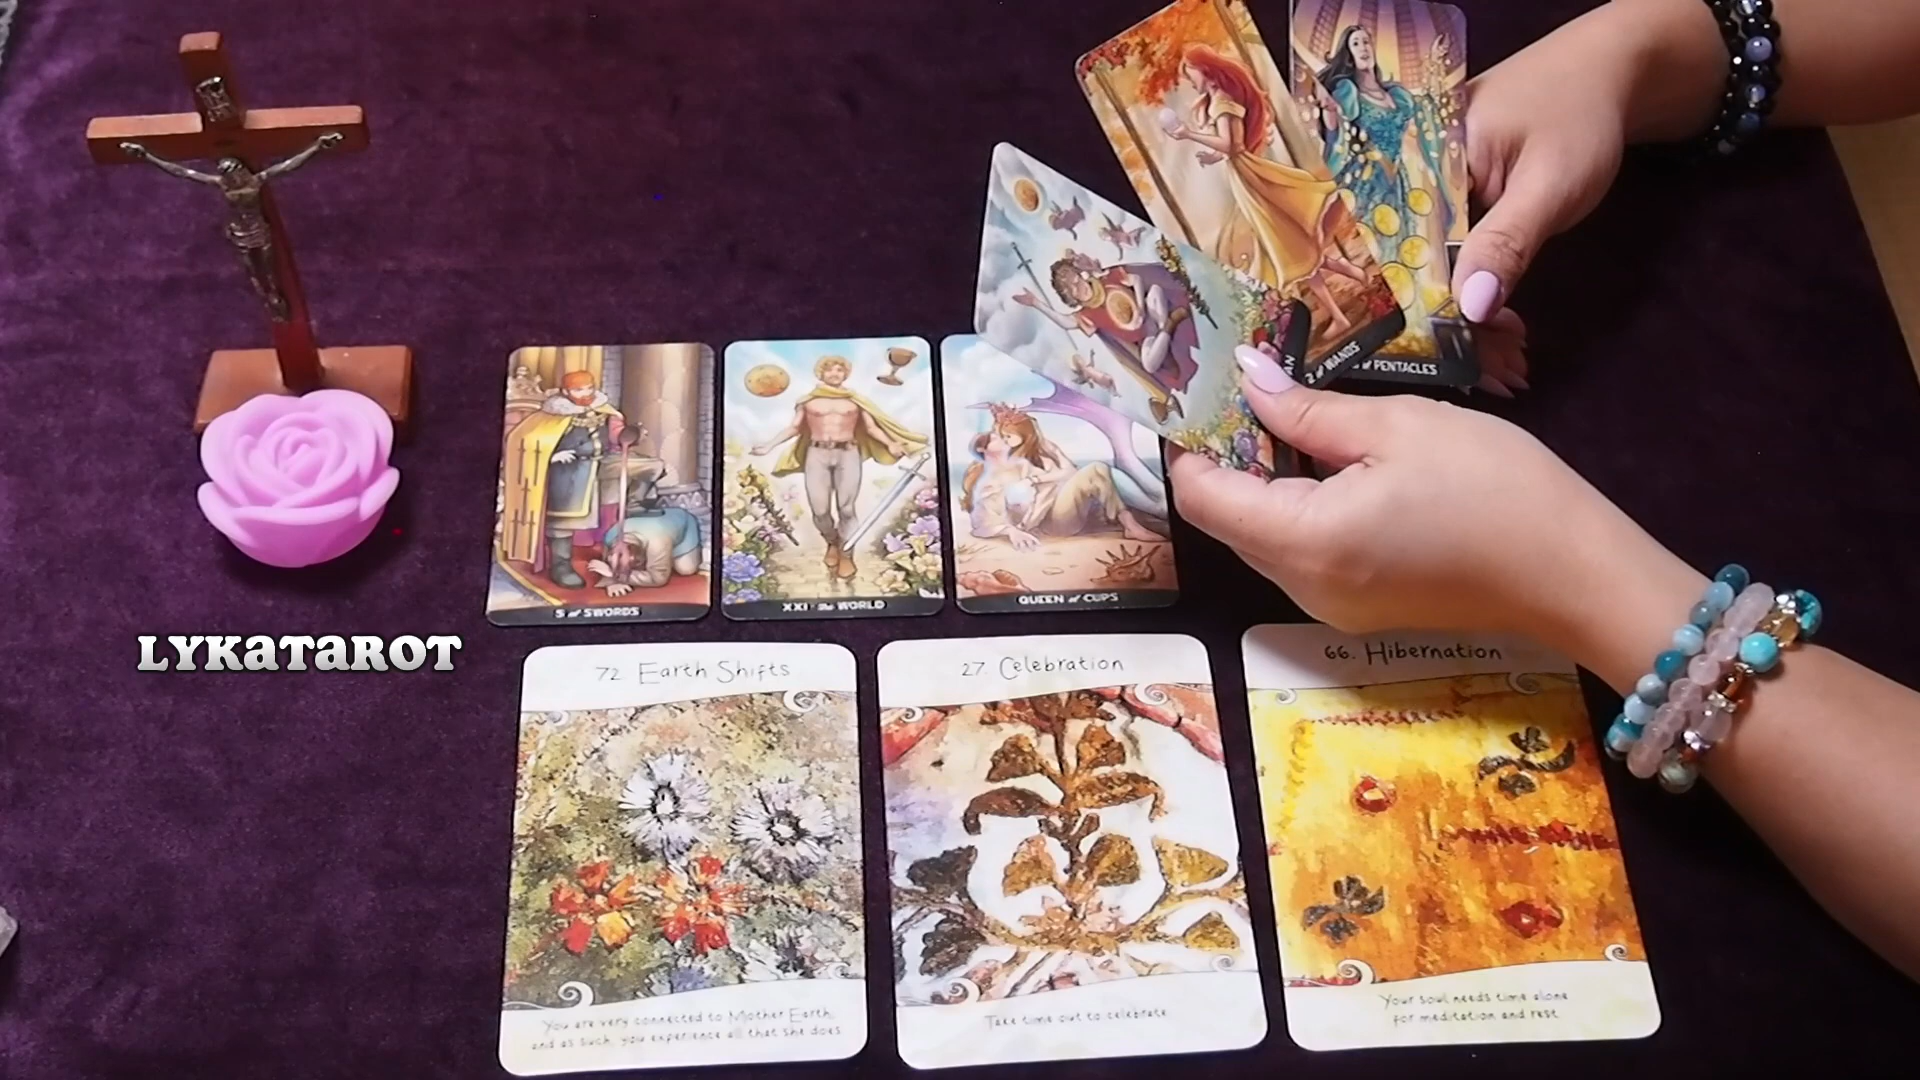 2 of WANDS
of PENTACLES
5 of SWORDS
XXI · the WORLD
QUEEN of CUPS
LYKATAROT
72 Earth Shifts
27. Celebration
66. Hibernation
You are very connected to Mother Earth,
and as such, you experience all that she does
Take time out to celebrate
Your soul needs time alone
for meditation and rest